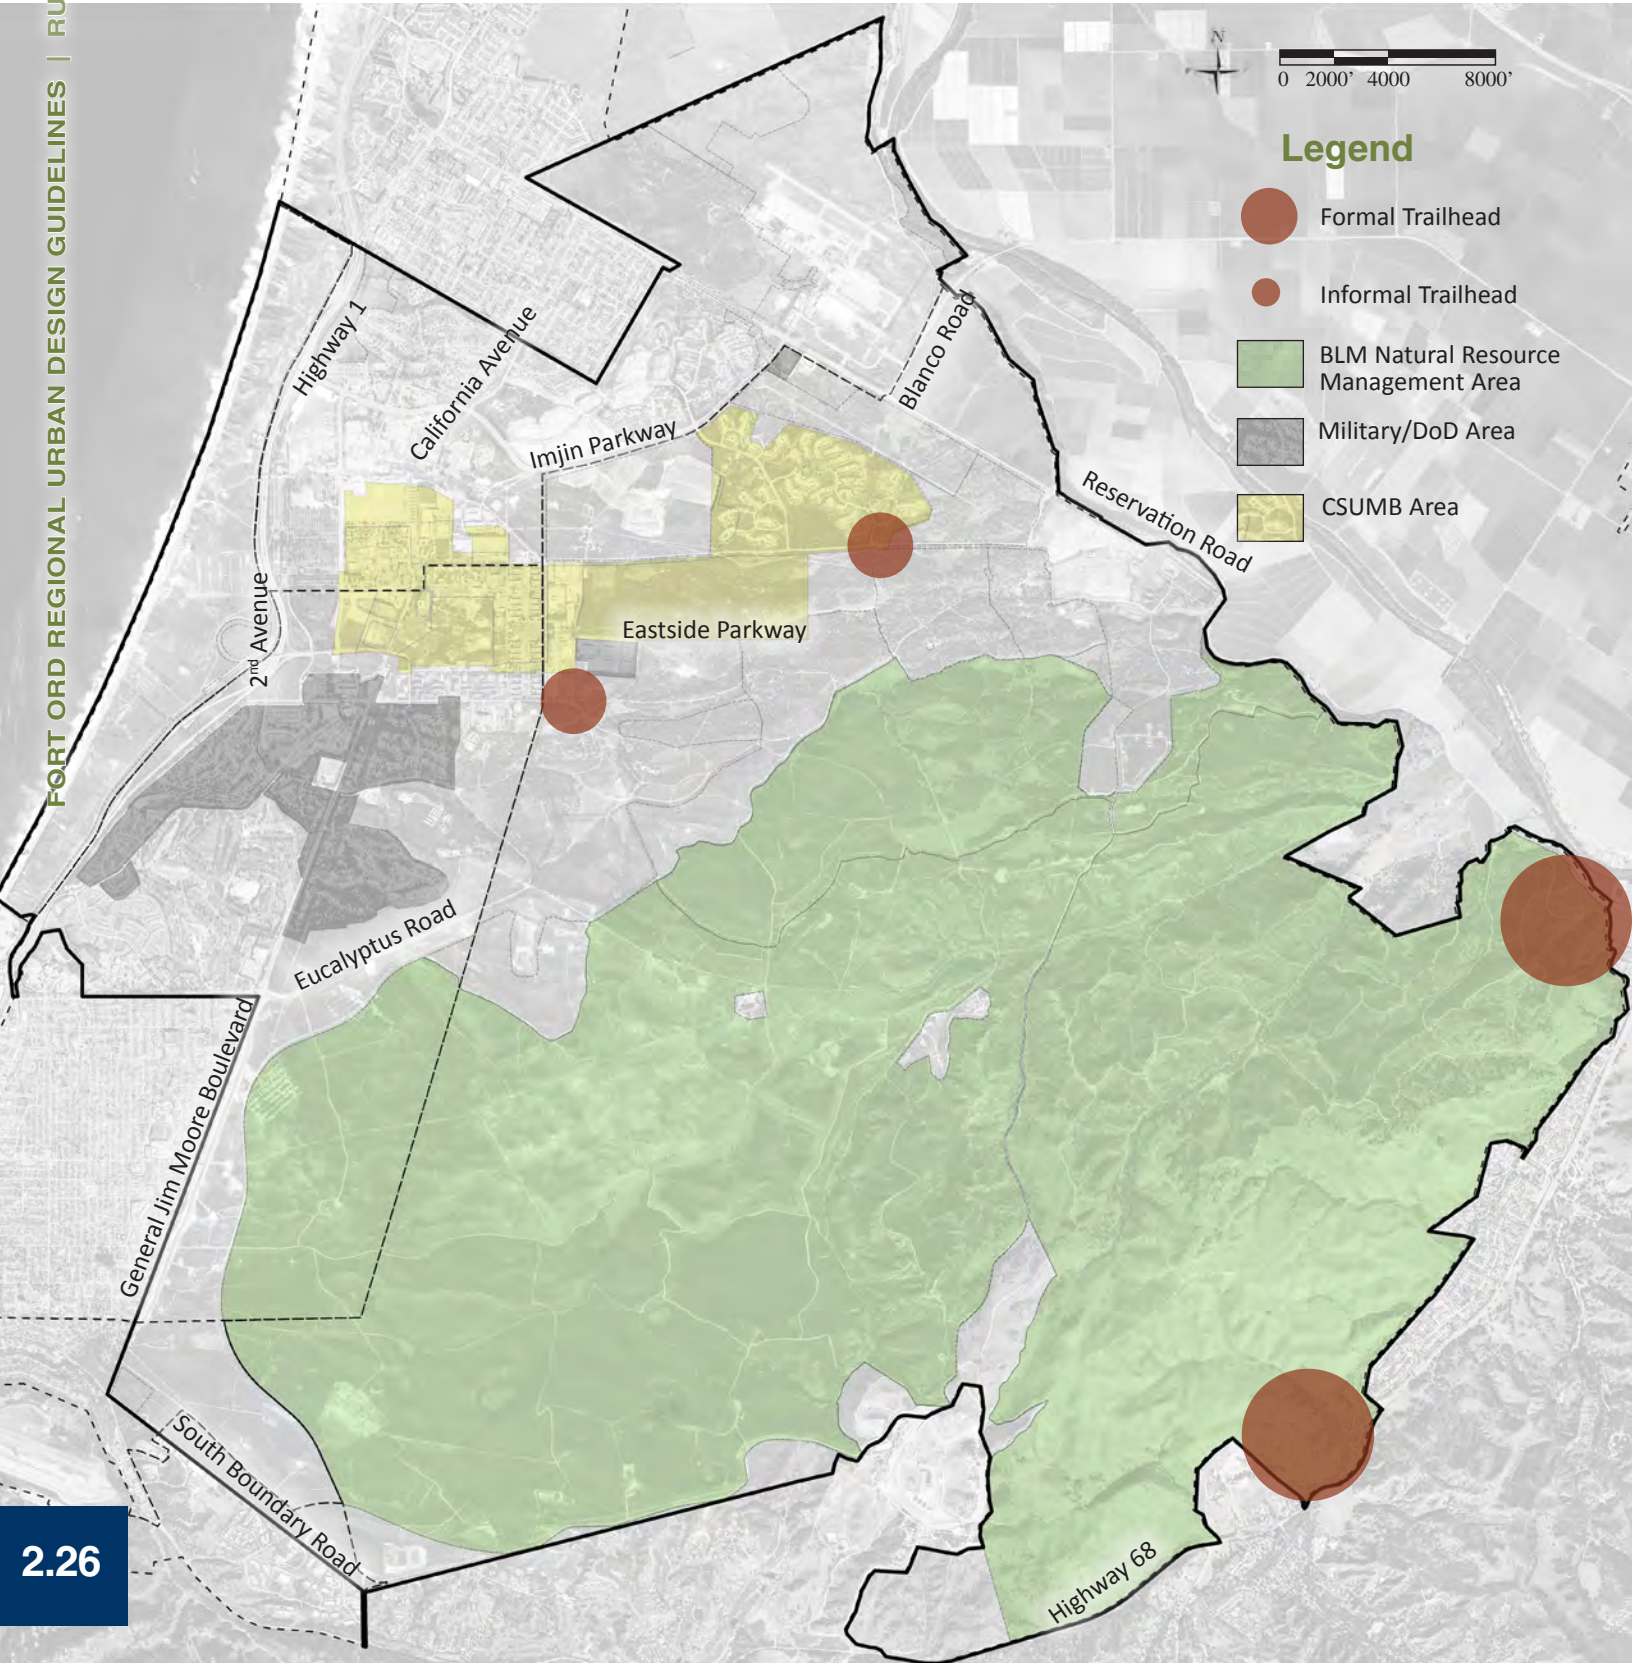 FORT ORD REGIONAL URBAN DESIGN GUIDELINES | RU
N
0 2000’ 4000 8000’
Legend
Formal Trailhead
Informal Trailhead
BLM Natural Resource
Management Area
Military/DoD Area
CSUMB Area
Highway 1
California Avenue
Imjin Parkway
Blanco Road
Reservation Road
2nd Avenue
Eastside Parkway
Eucalyptus Road
General Jim Moore Boulevard
South Boundary Road
Highway 68
2.26